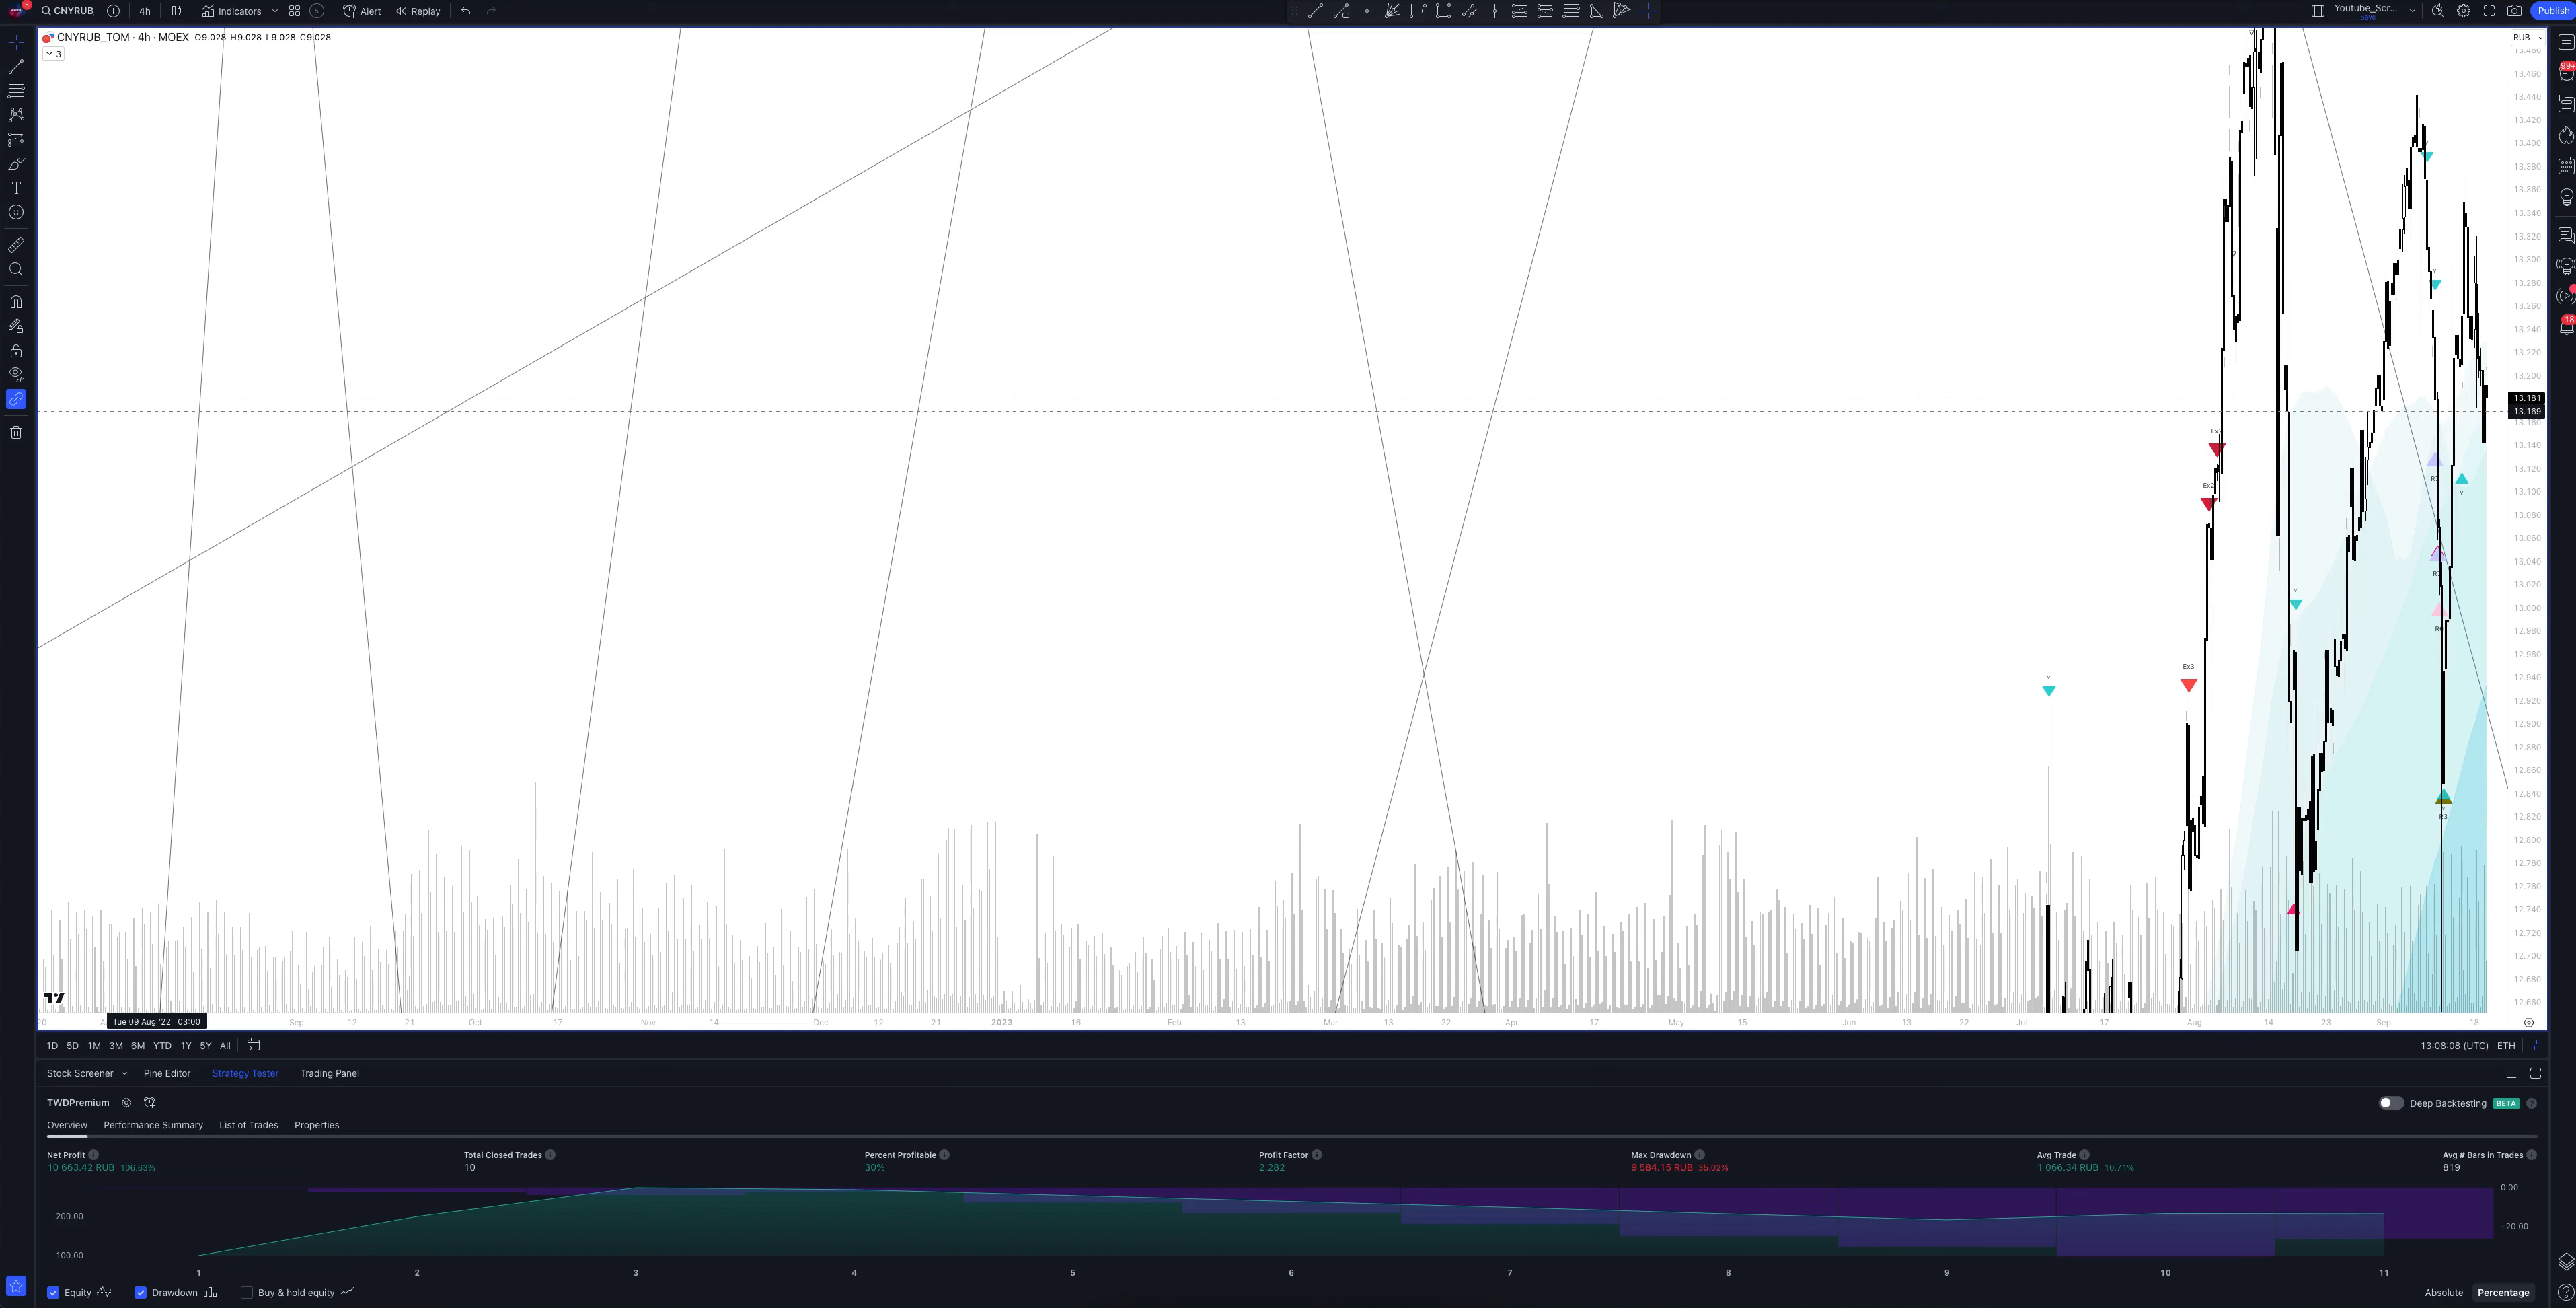 5 CNYRUB 4h Indicators 5 Alert Replay Youtube_Scr... Save Publish
CNYRUB_TOM · 4h · MOEX O9.028 H9.028 L9.028 C9.028 RUB
3
13.460
99+
13.440
13.420
13.400
13.380
13.360
13.340
13.320
13.300
13.280
13.260
13.240
18
13.220
13.200
13.181
13.169
13.160
13.140
13.120
13.100
13.080
13.060
13.040
13.020
13.000
12.980
12.960
12.940
12.920
12.900
12.880
12.860
12.840
12.820
12.800
12.780
12.760
12.740
12.720
12.700
12.680
12.660
v
v
Ex3
Ex2
v
R3
20 Tue 09 Aug '22 03:00 Sep 12 21 Oct 17 Nov 14 Dec 12 21 2023 16 Feb 13 Mar 13 22 Apr 17 May 15 Jun 13 22 Jul 17 Aug 14 23 Sep 18
1D 5D 1M 3M 6M YTD 1Y 5Y All 13:08:08 (UTC) ETH
Stock Screener Pine Editor Strategy Tester Trading Panel
TWDPremium Deep Backtesting BETA
Overview Performance Summary List of Trades Properties
Net Profit Total Closed Trades Percent Profitable Profit Factor Max Drawdown Avg Trade Avg # Bars in Trades
10 663.42 RUB 106.63% 10 30% 2.282 9 584.15 RUB 35.02% 1 066.34 RUB 10.71% 819
0.00
200.00
−20.00
100.00
1 2 3 4 5 6 7 8 9 10 11
Equity Drawdown Buy & hold equity Absolute Percentage